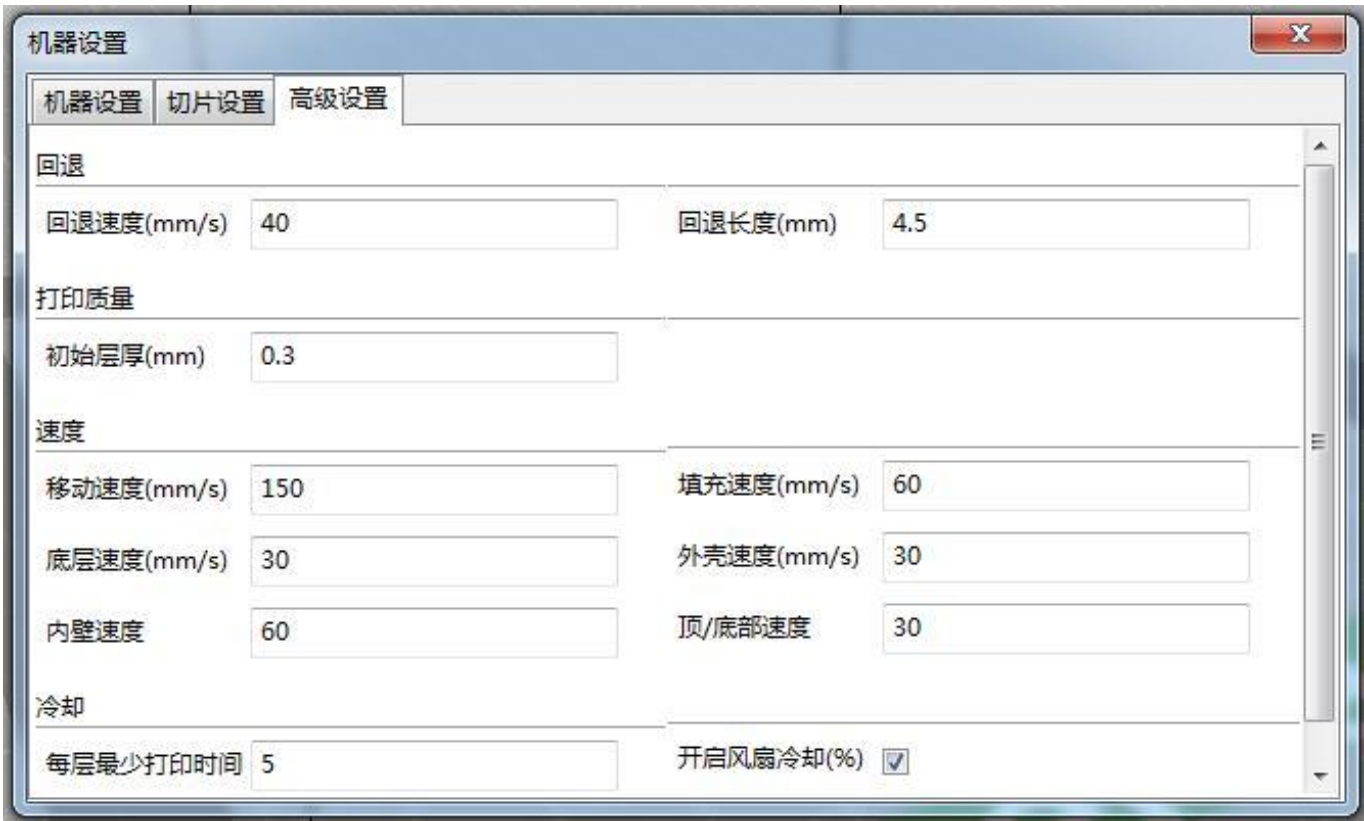 机器设置
机器设置 切片设置 高级设置
回退
回退速度(mm/s) 40 回退长度(mm) 4.5
打印质量
初始层厚(mm) 0.3
速度
移动速度(mm/s) 150 填充速度(mm/s) 60
底层速度(mm/s) 30 外壳速度(mm/s) 30
内壁速度 60 顶/底部速度 30
冷却
每层最少打印时间 5 开启风扇冷却(%)